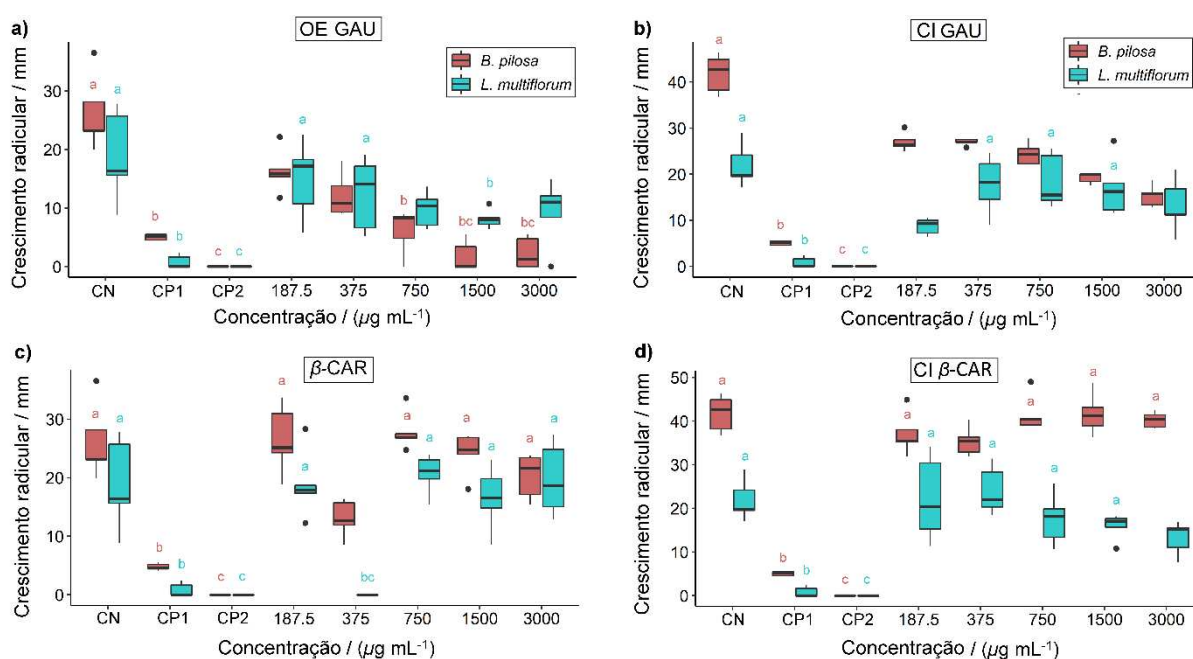 a)
OE GAU
B. pilosa
L. multiflorum
Crescimento radicular / mm
30
20
10
0
a a
b b
c c
a
a
b
b
bc
bc
CN CP1 CP2 187.5 375 750 1500 3000
Concentração / (µg mL⁻¹)
b)
CI GAU
B. pilosa
L. multiflorum
Crescimento radicular / mm
40
30
20
10
0
a
a
b b
c c
a
a
a
CN CP1 CP2 187.5 375 750 1500 3000
Concentração / (µg mL⁻¹)
c)
β-CAR
Crescimento radicular / mm
30
20
10
0
a a
b b
c c
a
a
bc
a
a
a
a
a a
CN CP1 CP2 187.5 375 750 1500 3000
Concentração / (µg mL⁻¹)
d)
CI β-CAR
Crescimento radicular / mm
50
40
30
20
10
0
a
a
b b
c c
a
a
a
a
a
a
a
a
CN CP1 CP2 187.5 375 750 1500 3000
Concentração / (µg mL⁻¹)